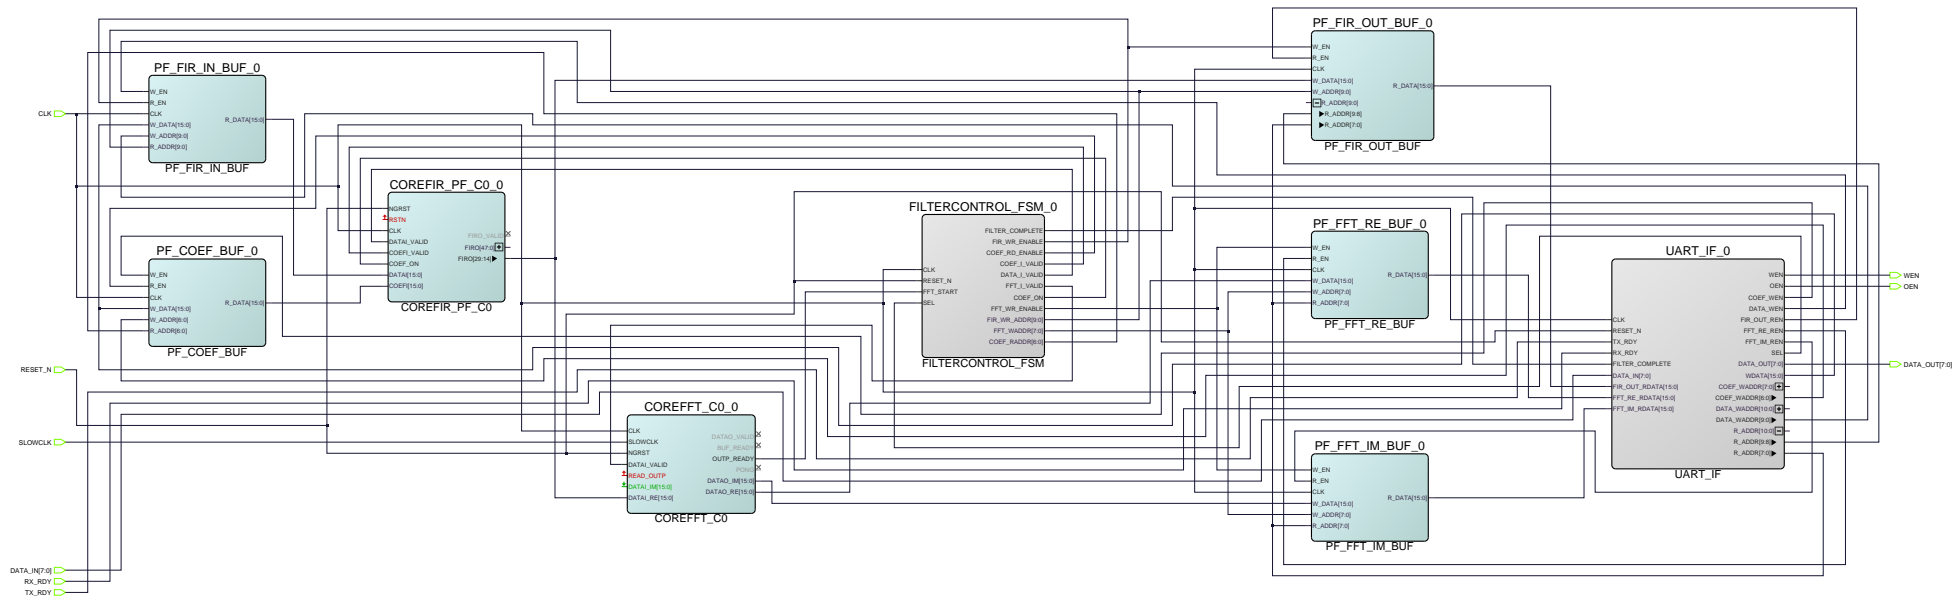 CLK
RESET_N
SLOWCLK
DATA_IN[7:0]
RX_RDY
TX_RDY
PF_FIR_IN_BUF_0
W_EN
R_EN
CLK
W_DATA[15:0]
W_ADDR[9:0]
R_ADDR[9:0]
R_DATA[15:0]
PF_FIR_IN_BUF
PF_COEF_BUF_0
W_EN
R_EN
CLK
W_DATA[15:0]
W_ADDR[6:0]
R_ADDR[6:0]
R_DATA[15:0]
PF_COEF_BUF
COREFIR_PF_C0_0
NGRST
RSTN
CLK
DATAI_VALID
COEFI_VALID
COEF_ON
DATAI[15:0]
COEFI[15:0]
FIRO_VALID
FIRO[47:0]
FIRO[29:14]
COREFIR_PF_C0
COREFFT_C0_0
CLK
SLOWCLK
NGRST
DATAI_VALID
READ_OUTP
DATAI_IM[15:0]
DATAI_RE[15:0]
DATAO_VALID
BUF_READY
OUTP_READY
PONG
DATAO_IM[15:0]
DATAO_RE[15:0]
COREFFT_C0
FILTERCONTROL_FSM_0
CLK
RESET_N
FFT_START
SEL
FILTER_COMPLETE
FIR_WR_ENABLE
COEF_RD_ENABLE
COEF_I_VALID
DATA_I_VALID
FFT_I_VALID
COEF_ON
FFT_WR_ENABLE
FIR_WR_ADDR[9:0]
FFT_WADDR[7:0]
COEF_RADDR[6:0]
FILTERCONTROL_FSM
PF_FIR_OUT_BUF_0
W_EN
R_EN
CLK
W_DATA[15:0]
W_ADDR[9:0]
R_ADDR[9:0]
R_ADDR[9:8]
R_ADDR[7:0]
R_DATA[15:0]
PF_FIR_OUT_BUF
PF_FFT_RE_BUF_0
W_EN
R_EN
CLK
W_DATA[15:0]
W_ADDR[7:0]
R_ADDR[7:0]
R_DATA[15:0]
PF_FFT_RE_BUF
PF_FFT_IM_BUF_0
W_EN
R_EN
CLK
W_DATA[15:0]
W_ADDR[7:0]
R_ADDR[7:0]
R_DATA[15:0]
PF_FFT_IM_BUF
UART_IF_0
CLK
RESET_N
TX_RDY
RX_RDY
FILTER_COMPLETE
DATA_IN[7:0]
FIR_OUT_RDATA[15:0]
FFT_RE_RDATA[15:0]
FFT_IM_RDATA[15:0]
WEN
OEN
COEF_WEN
DATA_WEN
FIR_OUT_REN
FFT_RE_REN
FFT_IM_REN
SEL
DATA_OUT[7:0]
WDATA[15:0]
COEF_WADDR[7:0]
COEF_WADDR[6:0]
DATA_WADDR[10:0]
DATA_WADDR[9:0]
R_ADDR[10:0]
R_ADDR[9:8]
R_ADDR[7:0]
UART_IF
WEN
OEN
DATA_OUT[7:0]